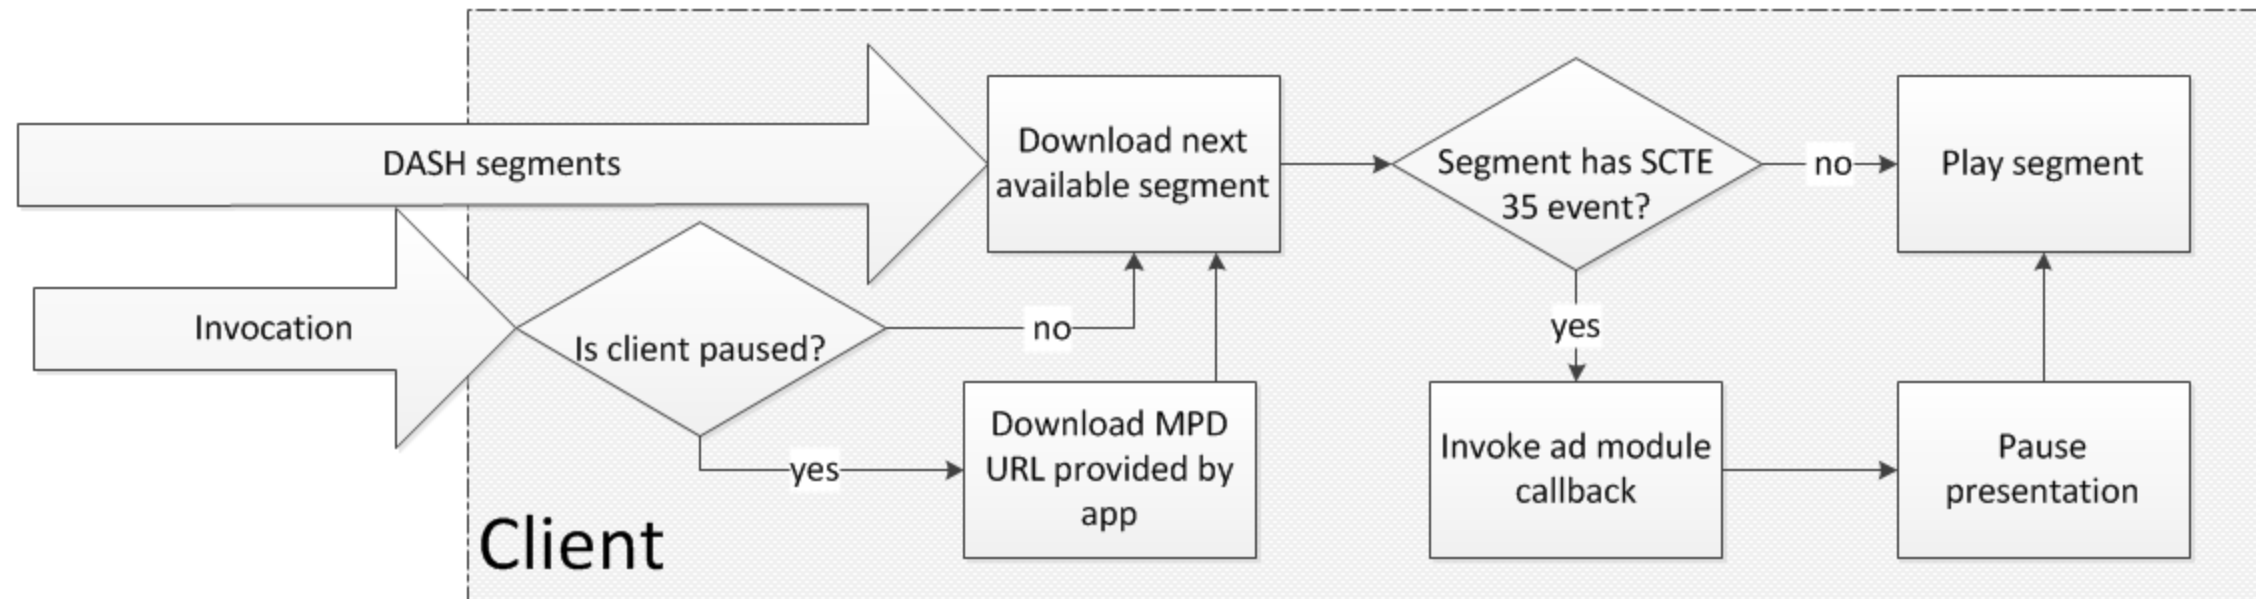 DASH segments
Download next
available segment
Segment has SCTE
35 event?
no
Play segment
Invocation
Is client paused?
no
yes
yes
Download MPD
URL provided by
app
Invoke ad module
callback
Pause
presentation
Client